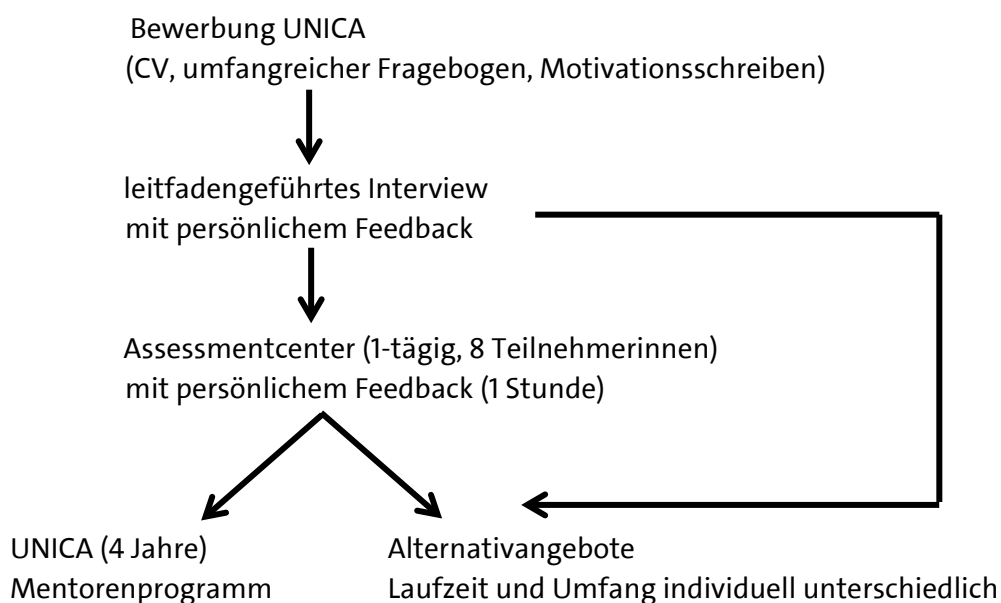 Bewerbung UNICA
(CV, umfangreicher Fragebogen, Motivationsschreiben)
leitfadengeführtes Interview
mit persönlichem Feedback
Assessmentcenter (1-tägig, 8 Teilnehmerinnen)
mit persönlichem Feedback (1 Stunde)
UNICA (4 Jahre)
Mentorenprogramm
Alternativangebote
Laufzeit und Umfang individuell unterschiedlich